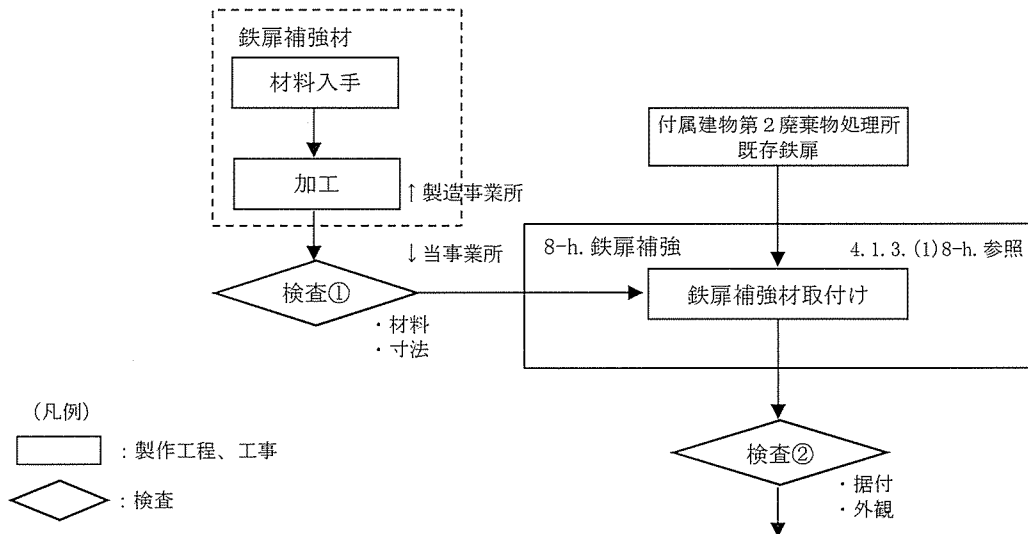 鉄扉補強材
材料入手
加工
↑製造事業所
↓当事業所
検査①
・材料
・寸法
付属建物第2廃棄物処理所
既存鉄扉
8-h.鉄扉補強
4.1.3.(1)8-h.参照
鉄扉補強材取付け
検査②
・据付
・外観
(凡例)
：製作工程、工事
：検査